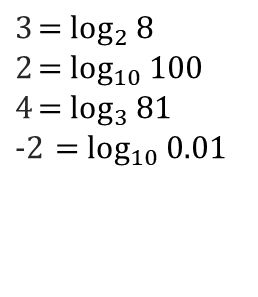 3 = log₂ 8
2 = log₁₀ 100
4 = log₃ 81
-2 = log₁₀ 0.01